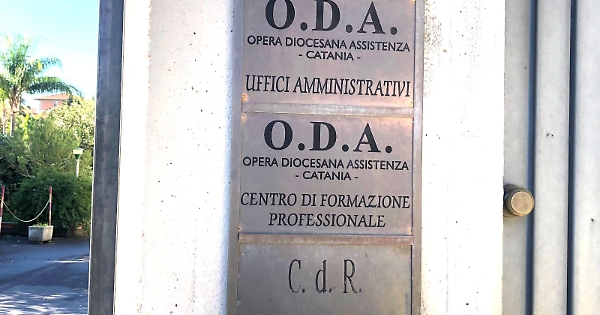 O.D.A.
OPERA DIOCESANA ASSISTENZA
- CATANIA -
UFFICI AMMINISTRATIVI
O.D.A.
OPERA DIOCESANA ASSISTENZA
- CATANIA -
CENTRO DI FORMAZIONE
PROFESSIONALE
C. d. R.